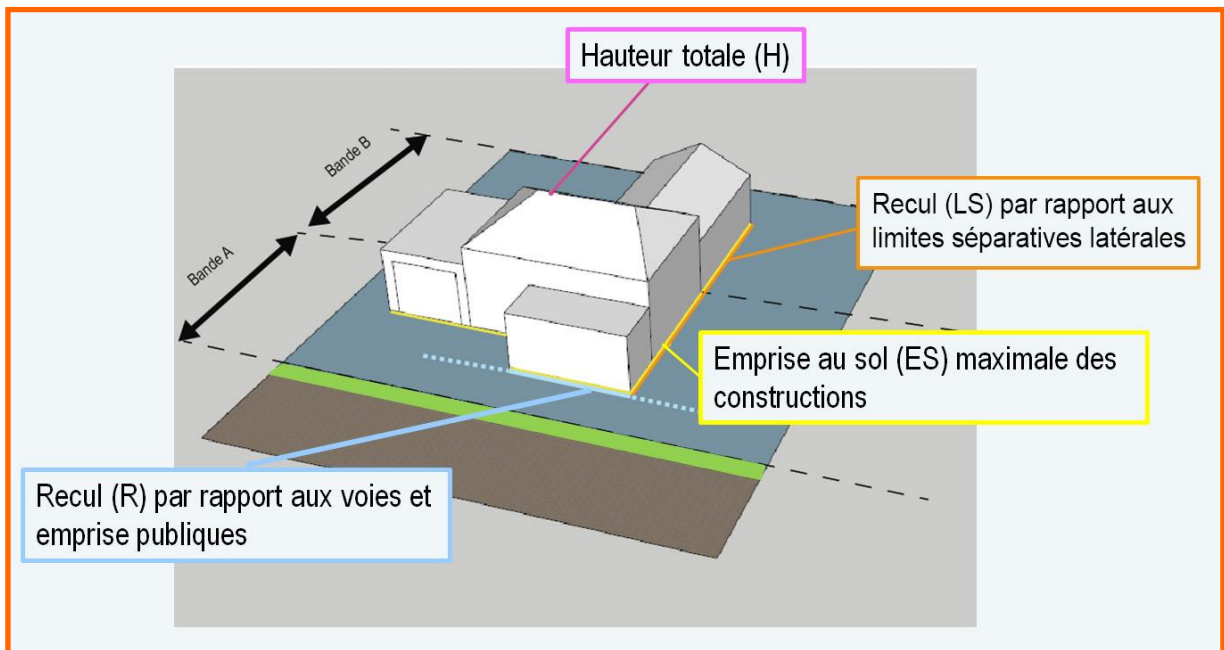 Hauteur totale (H)
Bande B
Bande A
Recul (LS) par rapport aux
limites séparatives latérales
Emprise au sol (ES) maximale des
constructions
Recul (R) par rapport aux voies et
emprise publiques